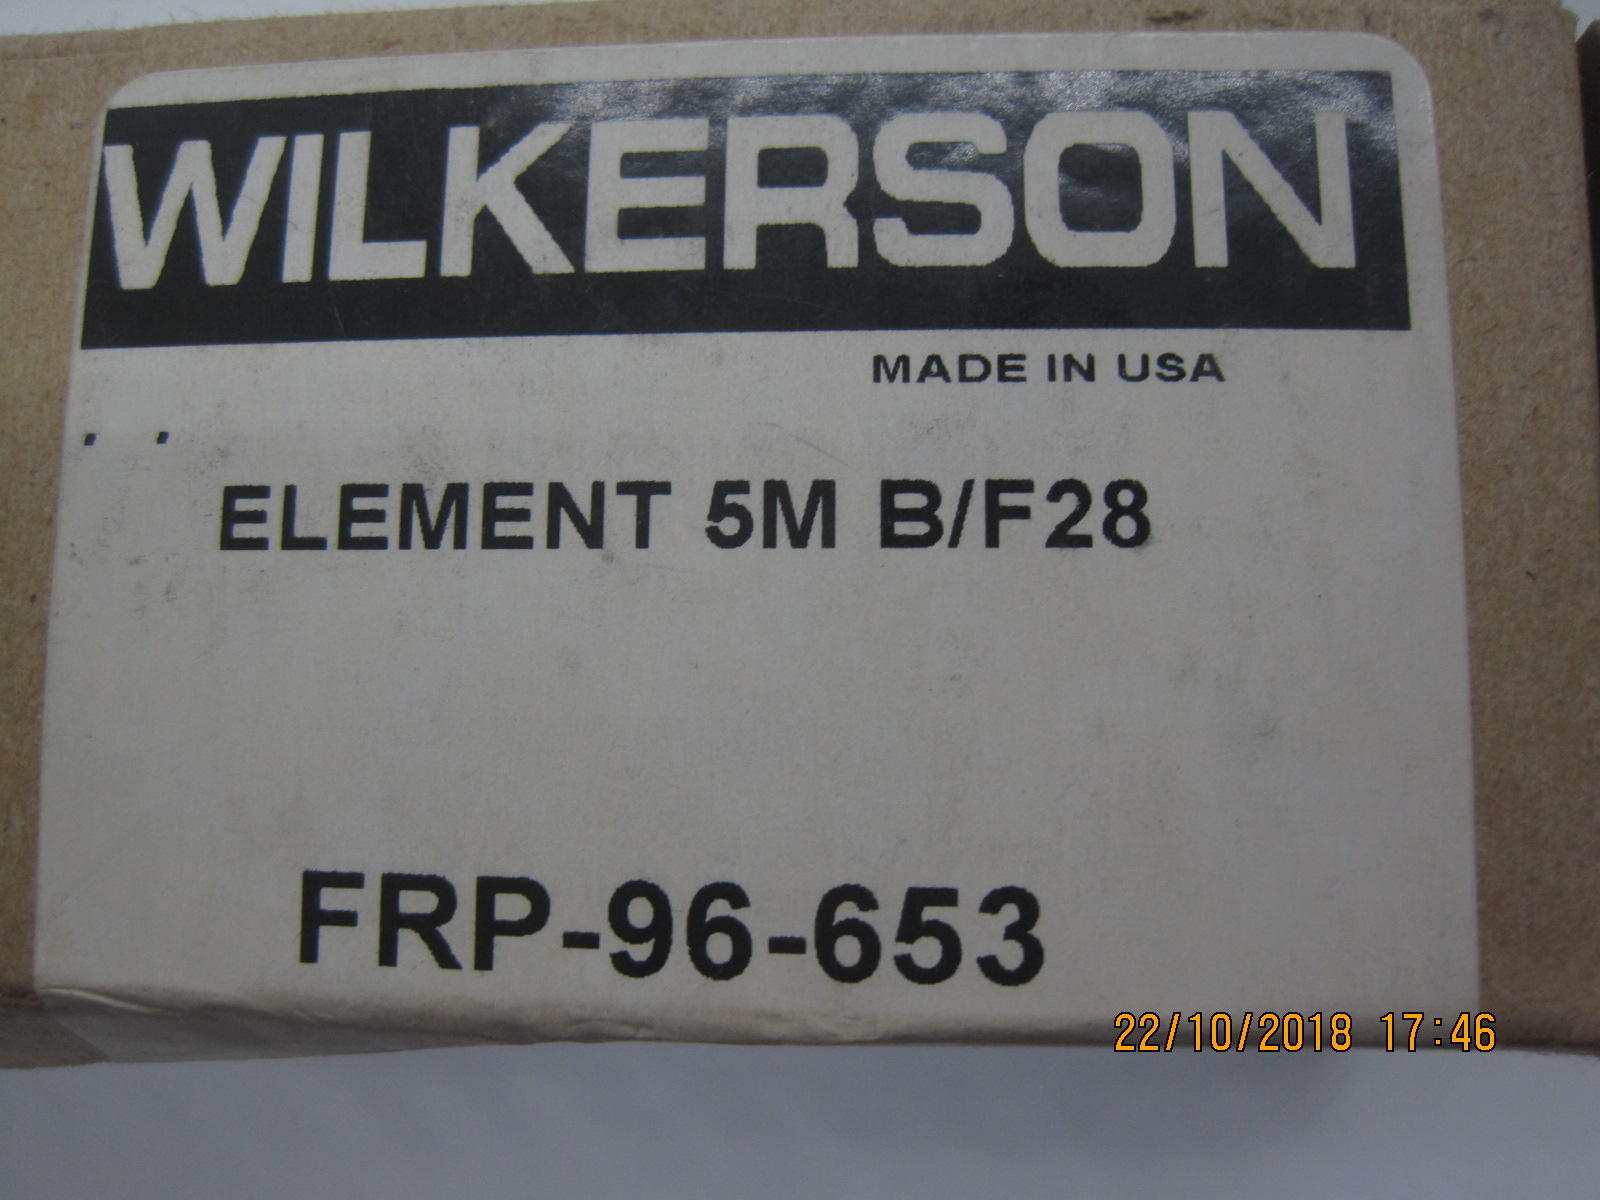 WILKERSON
MADE IN USA
ELEMENT 5M B/F28
FRP-96-653
22/10/2018 17:46